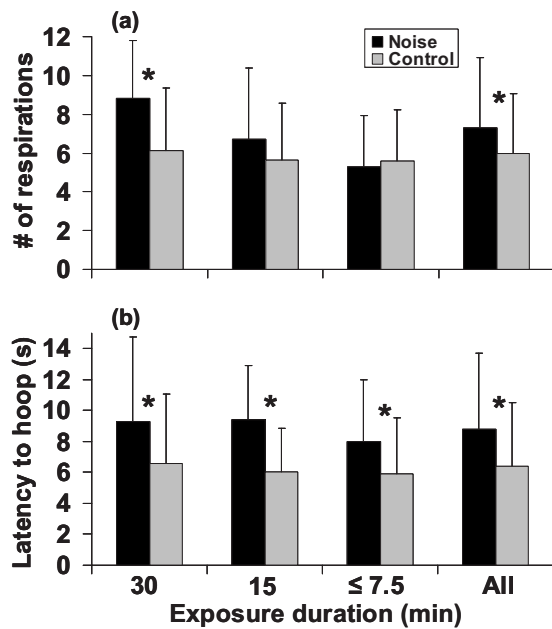 (a)
Noise
Control
# of respirations
12
10
8
6
4
2
0
*
*
(b)
Latency to hoop (s)
14
12
10
8
6
4
2
0
*
*
*
*
30 15 ≤ 7.5 All
Exposure duration (min)